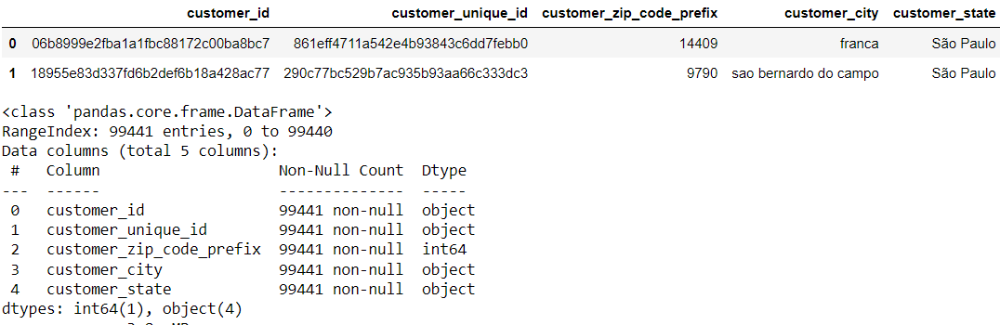 customer_id customer_unique_id customer_zip_code_prefix customer_city customer_state
0 06b8999e2fba1a1fbc88172c00ba8bc7 861eff4711a542e4b93843c6dd7febb0 14409 franca São Paulo
1 18955e83d337fd6b2def6b18a428ac77 290c77bc529b7ac935b93aa66c333dc3 9790 sao bernardo do campo São Paulo
<class 'pandas.core.frame.DataFrame'>
RangeIndex: 99441 entries, 0 to 99440
Data columns (total 5 columns):
# Column Non-Null Count Dtype
--- ------ -------------- -----
0 customer_id 99441 non-null object
1 customer_unique_id 99441 non-null object
2 customer_zip_code_prefix 99441 non-null int64
3 customer_city 99441 non-null object
4 customer_state 99441 non-null object
dtypes: int64(1), object(4)